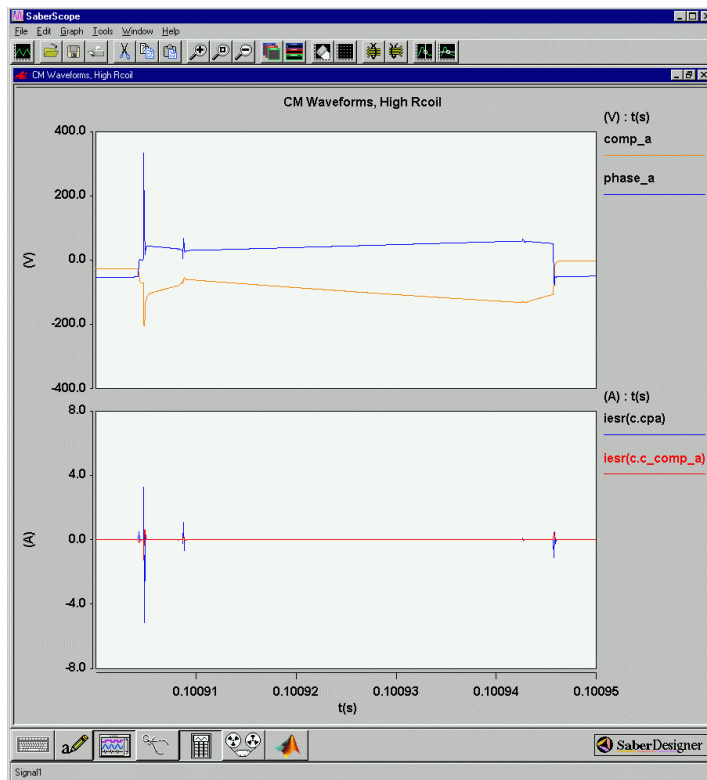 SaberScope
File Edit Graph Tools Window Help
CM Waveforms, High Rcoil
CM Waveforms, High Rcoil
(V) : t(s)
comp_a
phase_a
400.0
200.0
0.0
-200.0
-400.0
(V)
(A) : t(s)
iesr(c.cpa)
iesr(c.c_comp_a)
8.0
4.0
0.0
-4.0
-8.0
(A)
0.10091 0.10092 0.10093 0.10094 0.10095
t(s)
a
SaberDesigner
Signal1